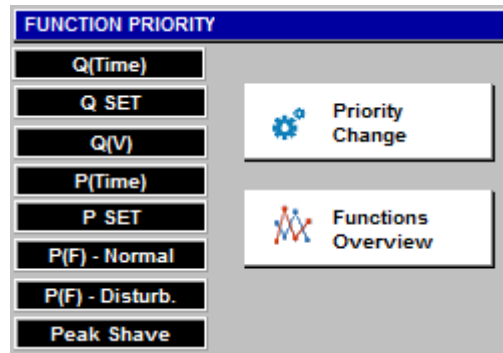 FUNCTION PRIORITY
Q(Time)
Q SET
Q(V)
P(Time)
P SET
P(F) - Normal
P(F) - Disturb.
Peak Shave
Priority
Change
Functions
Overview